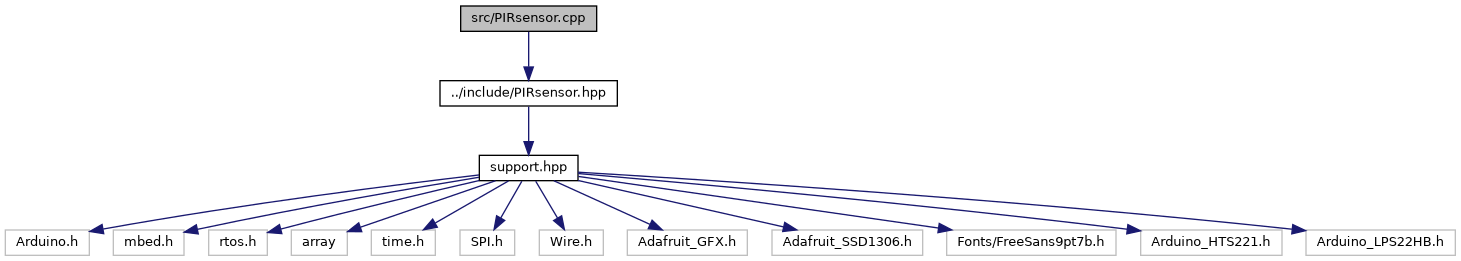 src/PIRsensor.cpp
../include/PIRsensor.hpp
support.hpp
Arduino.h
mbed.h
rtos.h
array
time.h
SPI.h
Wire.h
Adafruit_GFX.h
Adafruit_SSD1306.h
Fonts/FreeSans9pt7b.h
Arduino_HTS221.h
Arduino_LPS22HB.h